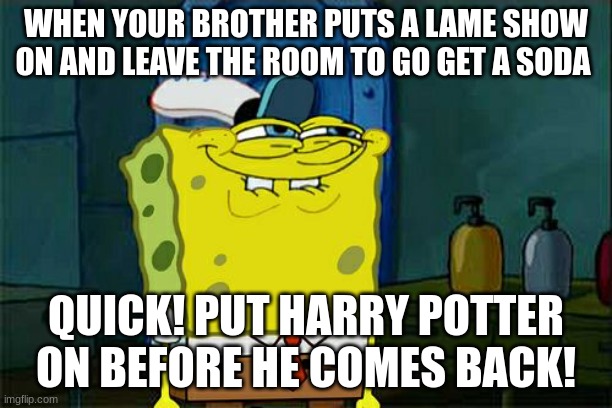 WHEN YOUR BROTHER PUTS A LAME SHOW
ON AND LEAVE THE ROOM TO GO GET A SODA
QUICK! PUT HARRY POTTER
ON BEFORE HE COMES BACK!
imgflip.com